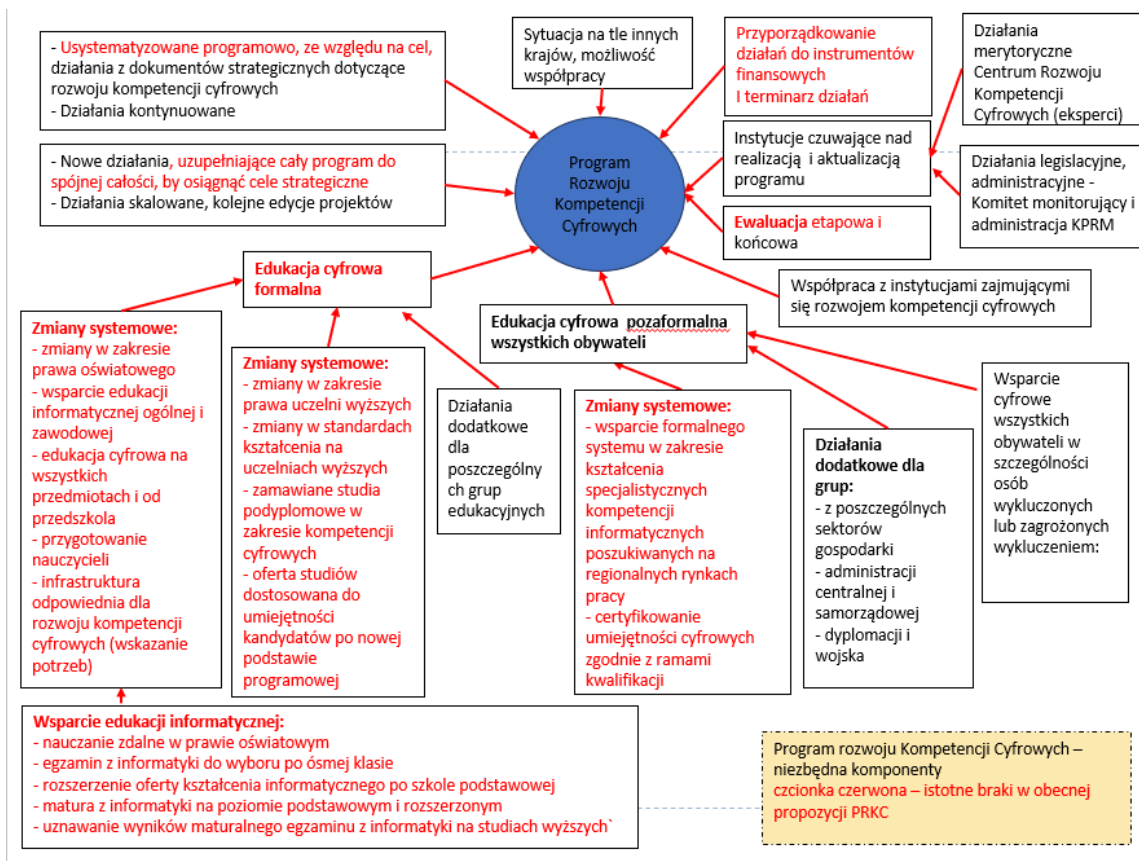 - Usystematyzowane programowo, ze względu na cel,
działania z dokumentów strategicznych dotyczące
rozwoju kompetencji cyfrowych
- Działania kontynuowane
Sytuacja na tle innych
krajów, możliwość
współpracy
Przyporządkowanie
działań do instrumentów
finansowych
I terminarz działań
Działania
merytoryczne
Centrum Rozwoju
Kompetencji
Cyfrowych (eksperci)
- Nowe działania, uzupełniające cały program do
spójnej całości, by osiągnąć cele strategiczne
- Działania skalowane, kolejne edycje projektów
Program
Rozwoju
Kompetencji
Cyfrowych
Instytucje czuwające nad
realizacją i aktualizacją
programu
Działania legislacyjne,
administracyjne -
Komitet monitorujący i
administracja KPRM
Ewaluacja etapowa i
końcowa
Edukacja cyfrowa
formalna
Współpraca z instytucjami zajmującymi
się rozwojem kompetencji cyfrowych
Edukacja cyfrowa pozaformalna
wszystkich obywateli
Zmiany systemowe:
- zmiany w zakresie
prawa oświatowego
- wsparcie edukacji
informatycznej ogólnej i
zawodowej
- edukacja cyfrowa na
wszystkich
przedmiotach i od
przedszkola
- przygotowanie
nauczycieli
- infrastruktura
odpowiednia dla
rozwoju kompetencji
cyfrowych (wskazanie
potrzeb)
Zmiany systemowe:
- zmiany w zakresie
prawa uczelni wyższych
- zmiany w standardach
kształcenia na
uczelniach wyższych
- zamawiane studia
podyplomowe w
zakresie kompetencji
cyfrowych
- oferta studiów
dostosowana do
umiejętności
kandydatów po nowej
podstawie
programowej
Działania
dodatkowe
dla
poszczególny
ch grup
edukacyjnych
Zmiany systemowe:
- wsparcie formalnego
systemu w zakresie
kształcenia
specjalistycznych
kompetencji
informatycznych
poszukiwanych na
regionalnych rynkach
pracy
- certyfikowanie
umiejętności cyfrowych
zgodnie z ramami
kwalifikacji
Działania
dodatkowe dla
grup:
- z poszczególnych
sektorów
gospodarki
- administracji
centralnej i
samorządowej
- dyplomacji i
wojska
Wsparcie
cyfrowe
wszystkich
obywateli w
szczególności
osób
wykluczonych
lub zagrożonych
wykluczeniem:
Wsparcie edukacji informatycznej:
- nauczanie zdalne w prawie oświatowym
- egzamin z informatyki do wyboru po ósmej klasie
- rozszerzenie oferty kształcenia informatycznego po szkole podstawowej
- matura z informatyki na poziomie podstawowym i rozszerzonym
- uznawanie wyników maturalnego egzaminu z informatyki na studiach wyższych`
Program rozwoju Kompetencji Cyfrowych –
niezbędna komponenty
czcionka czerwona – istotne braki w obecnej
propozycji PRKC